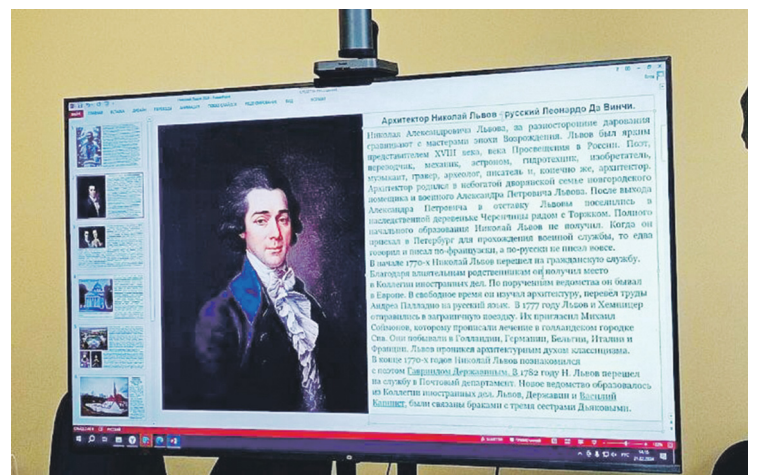 Архитектор Николай Львов - русский Леонардо Да Винчи.
Николая Александровича Львова, за разносторонние дарования
сравнивают с мастерами эпохи Возрождения. Львов был ярким
представителем XVIII века, века Просвещения в России. Поэт,
переводчик, механик, астроном, гидротехник, изобретатель,
музыкант, гравер, археолог, писатель и, конечно же, архитектор.
Архитектор родился в небогатой дворянской семье новгородского
помещика и военного Александра Петровича Львова. После выхода
Александра Петровича в отставку Львовы поселились в
наследственной деревеньке Черенчицы рядом с Торжком. Полного
начального образования Николай Львов не получил. Когда он
приехал в Петербург для прохождения военной службы, то едва
говорил и писал по-французски, а по-русски не писал вовсе.
В начале 1770-х Николай Львов перешел на гражданскую службу.
Благодаря влиятельным родственникам он получил место
в Коллегии иностранных дел. По поручениям ведомства он бывал
в Европе. В свободное время он изучал архитектуру, перевёл труды
Андреа Палладио на русский язык. В 1777 году Львов и Хемницер
отправились в заграничную поездку. Их пригласил Михаил
Соймонов, которому прописали лечение в голландском городке
Спа. Они побывали в Голландии, Германии, Бельгии, Италии и
Франции. Львов проникся архитектурным духом классицизма.
В конце 1770-х годов Николай Львов познакомился
с поэтом Гавриилом Державиным. В 1782 году Н. Львов перешел
на службу в Почтовый департамент. Новое ведомство образовалось
из Коллегии иностранных дел. Львов, Державин и Василий
Капнист, были связаны браками с тремя сестрами Дьяковыми.